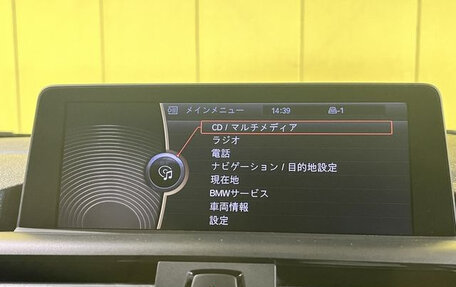 メインメニュー 14:39 -1
CD / マルチメディア
ラジオ
電話
ナビゲーション / 目的地設定
現在地
BMWサービス
車両情報
設定